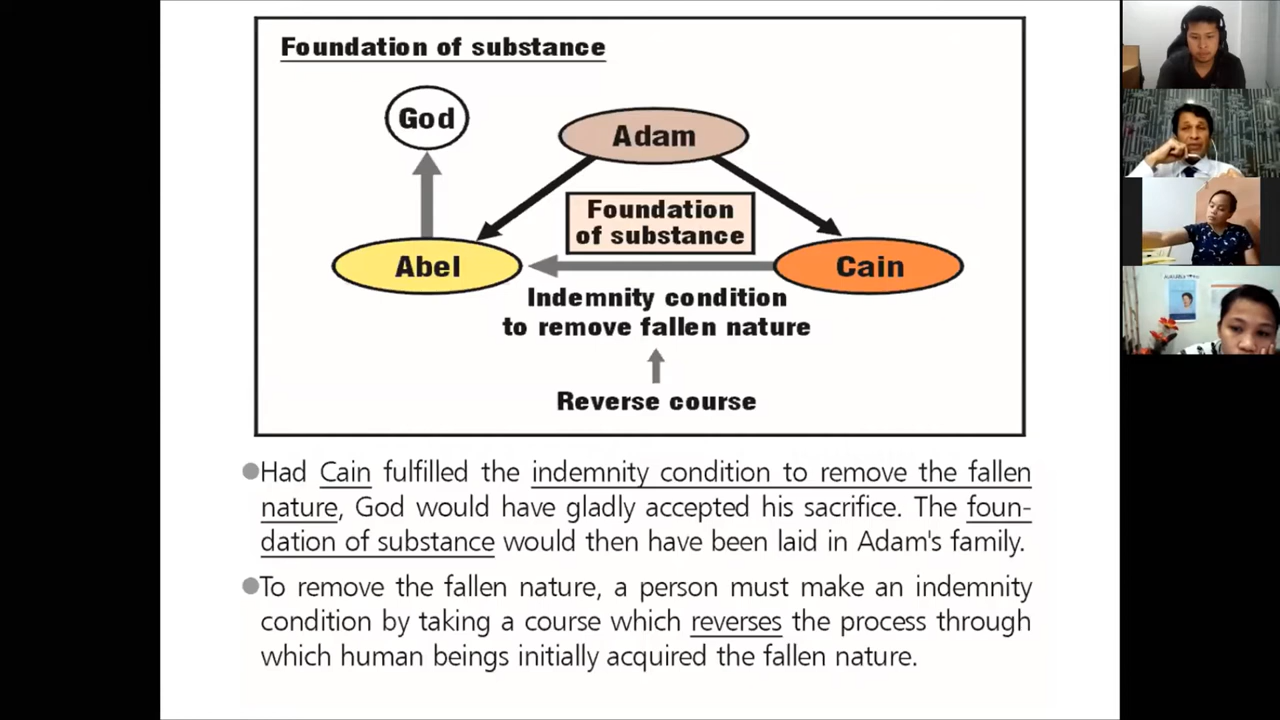 Foundation of substance
God
Adam
Foundation
of substance
Abel
Cain
Indemnity condition
to remove fallen nature
Reverse course
Had Cain fulfilled the indemnity condition to remove the fallen
nature, God would have gladly accepted his sacrifice. The foun-
dation of substance would then have been laid in Adam's family.
To remove the fallen nature, a person must make an indemnity
condition by taking a course which reverses the process through
which human beings initially acquired the fallen nature.